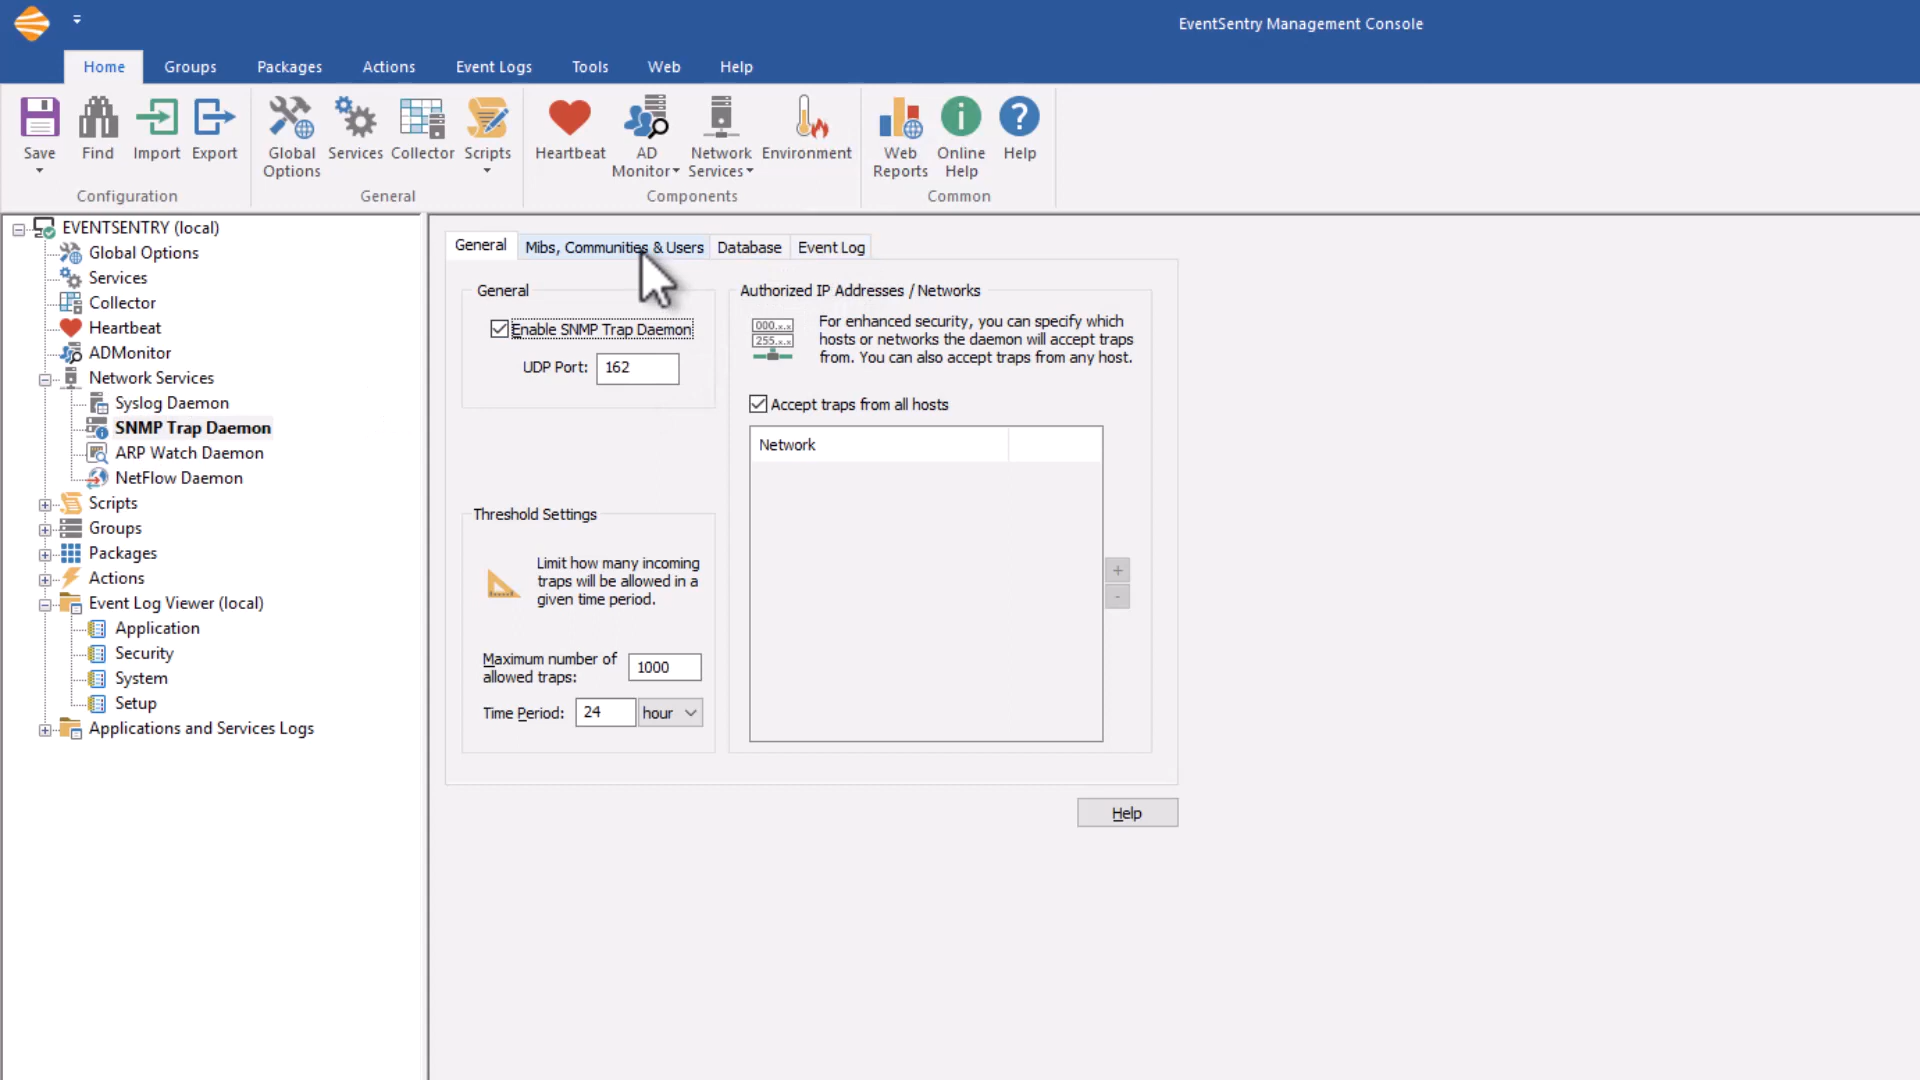 EventSentry Management Console
Home Groups Packages Actions Event Logs Tools Web Help
Save Find Import Export
Configuration
Global Options Services Collector Scripts
General
Heartbeat AD Monitor Network Services Environment
Components
Web Reports Online Help Help
Common
EVENTSENTRY (local)
Global Options
Services
Collector
Heartbeat
ADMonitor
Network Services
Syslog Daemon
SNMP Trap Daemon
ARP Watch Daemon
NetFlow Daemon
Scripts
Groups
Packages
Actions
Event Log Viewer (local)
Application
Security
System
Setup
Applications and Services Logs
General Mibs, Communities & Users Database Event Log
General
Enable SNMP Trap Daemon
UDP Port: 162
Threshold Settings
Limit how many incoming
traps will be allowed in a
given time period.
Maximum number of
allowed traps: 1000
Time Period: 24 hour
Authorized IP Addresses / Networks
000.x.x
255.x.x
For enhanced security, you can specify which
hosts or networks the daemon will accept traps
from. You can also accept traps from any host.
Accept traps from all hosts
Network
+
-
Help